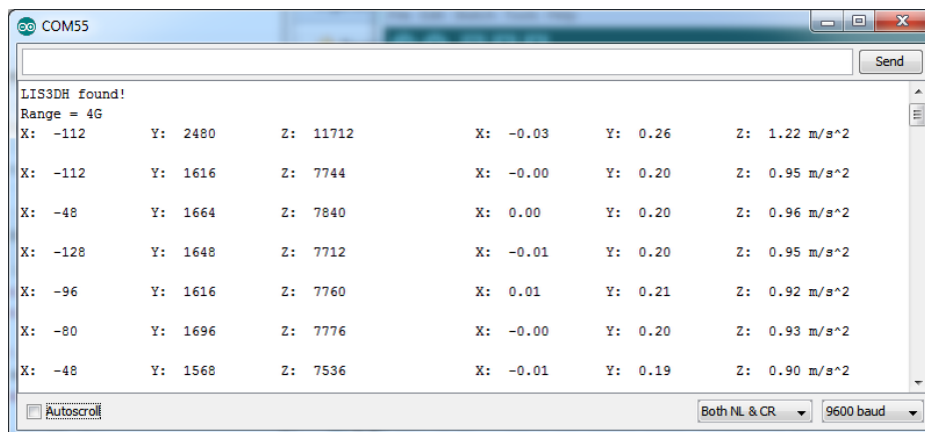 COM55
Send
LIS3DH found!
Range = 4G
X: -112 Y: 2480 Z: 11712 X: -0.03 Y: 0.26 Z: 1.22 m/s^2
X: -112 Y: 1616 Z: 7744 X: -0.00 Y: 0.20 Z: 0.95 m/s^2
X: -48 Y: 1664 Z: 7840 X: 0.00 Y: 0.20 Z: 0.96 m/s^2
X: -128 Y: 1648 Z: 7712 X: -0.01 Y: 0.20 Z: 0.95 m/s^2
X: -96 Y: 1616 Z: 7760 X: 0.01 Y: 0.21 Z: 0.92 m/s^2
X: -80 Y: 1696 Z: 7776 X: -0.00 Y: 0.20 Z: 0.93 m/s^2
X: -48 Y: 1568 Z: 7536 X: -0.01 Y: 0.19 Z: 0.90 m/s^2
Autoscroll Both NL & CR 9600 baud